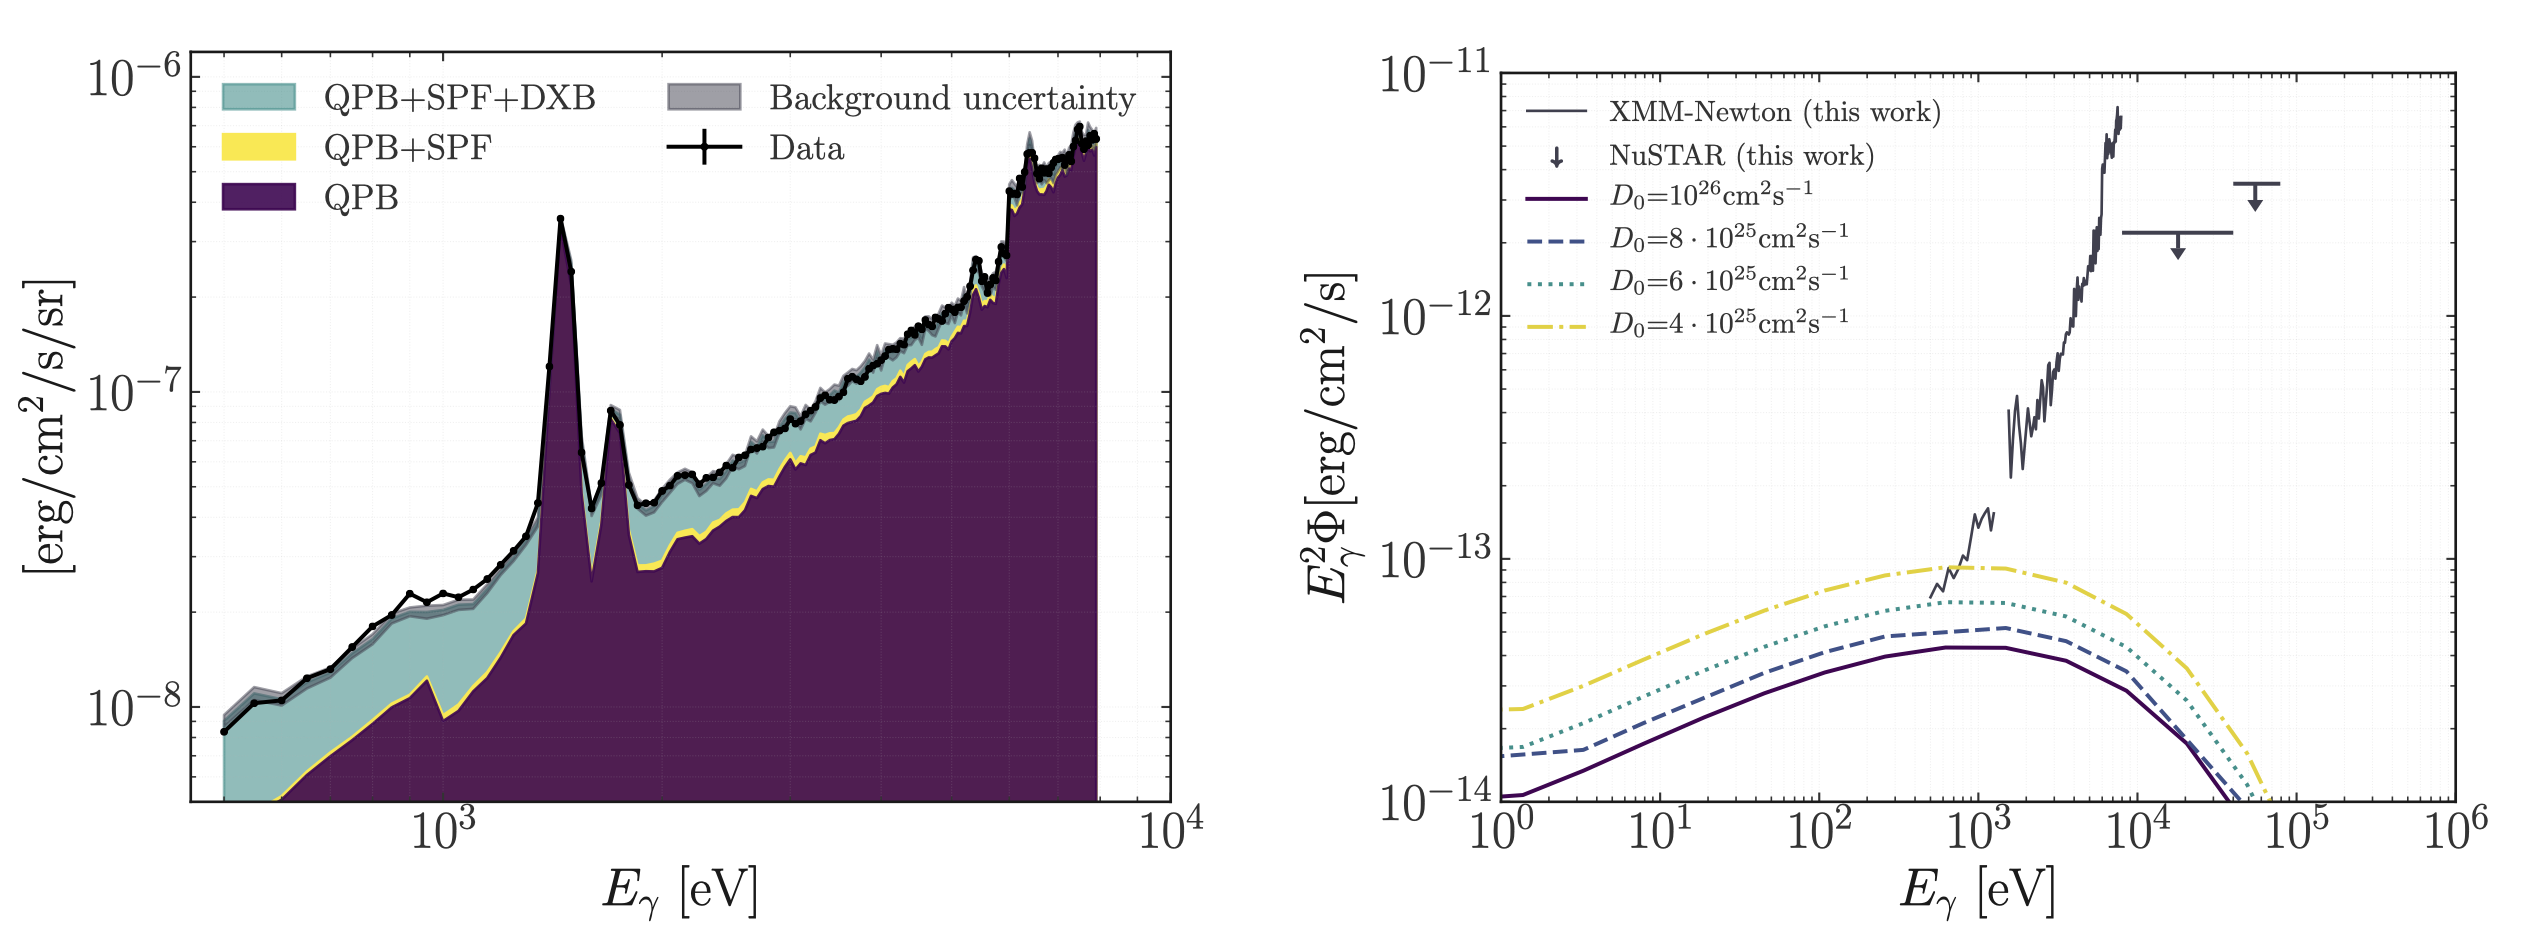 10⁻⁶
10⁻⁷
10⁻⁸
[erg/cm²/s/sr]
QPB+SPF+DXB
QPB+SPF
QPB
Background uncertainty
Data
10³
10⁴
E_γ [eV]
10⁻¹¹
10⁻¹²
10⁻¹³
10⁻¹⁴
E²_γΦ[erg/cm²/s]
XMM-Newton (this work)
NuSTAR (this work)
D₀=10²⁶cm²s⁻¹
D₀=8 · 10²⁵cm²s⁻¹
D₀=6 · 10²⁵cm²s⁻¹
D₀=4 · 10²⁵cm²s⁻¹
10⁰
10¹
10²
10³
10⁴
10⁵
10⁶
E_γ [eV]